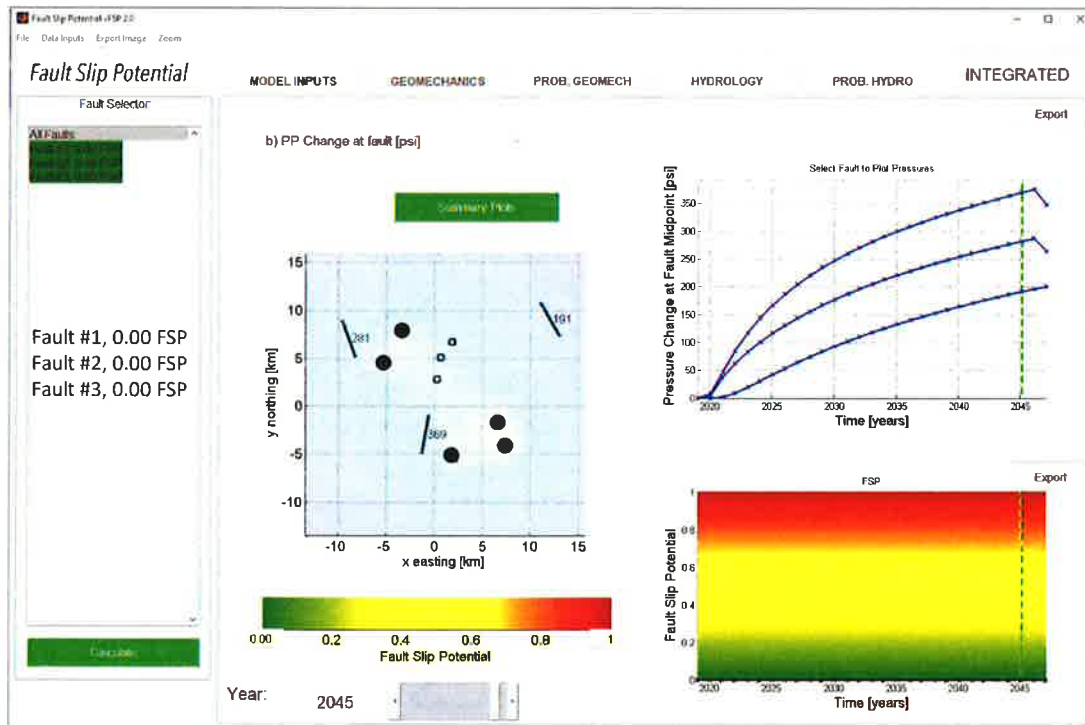 Fault Slip Potential vFSP 2.0
File Data Inputs Export Image Zoom
Fault Slip Potential
MODEL INPUTS GEOMECHANICS PROB. GEOMECH HYDROLOGY PROB. HYDRO INTEGRATED
Fault Selector
All Faults
Fault #1, 0.00 FSP
Fault #2, 0.00 FSP
Fault #3, 0.00 FSP
Calculate
Export
b) PP Change at fault [psi]
Summary Plots
15
10
5
0
-5
-10
y northing [km]
281
191
369
-10 -5 0 5 10 15
x easting [km]
0.00 0.2 0.4 0.6 0.8 1
Fault Slip Potential
Year: 2045
Select Fault to Plot Pressures
Pressure Change at Fault Midpoint [psi]
350
300
250
200
150
100
50
0
2020 2025 2030 2035 2040 2045
Time [years]
Export
FSP
Fault Slip Potential
1
0.8
0.6
0.4
0.2
0
2020 2025 2030 2035 2040 2045
Time [years]